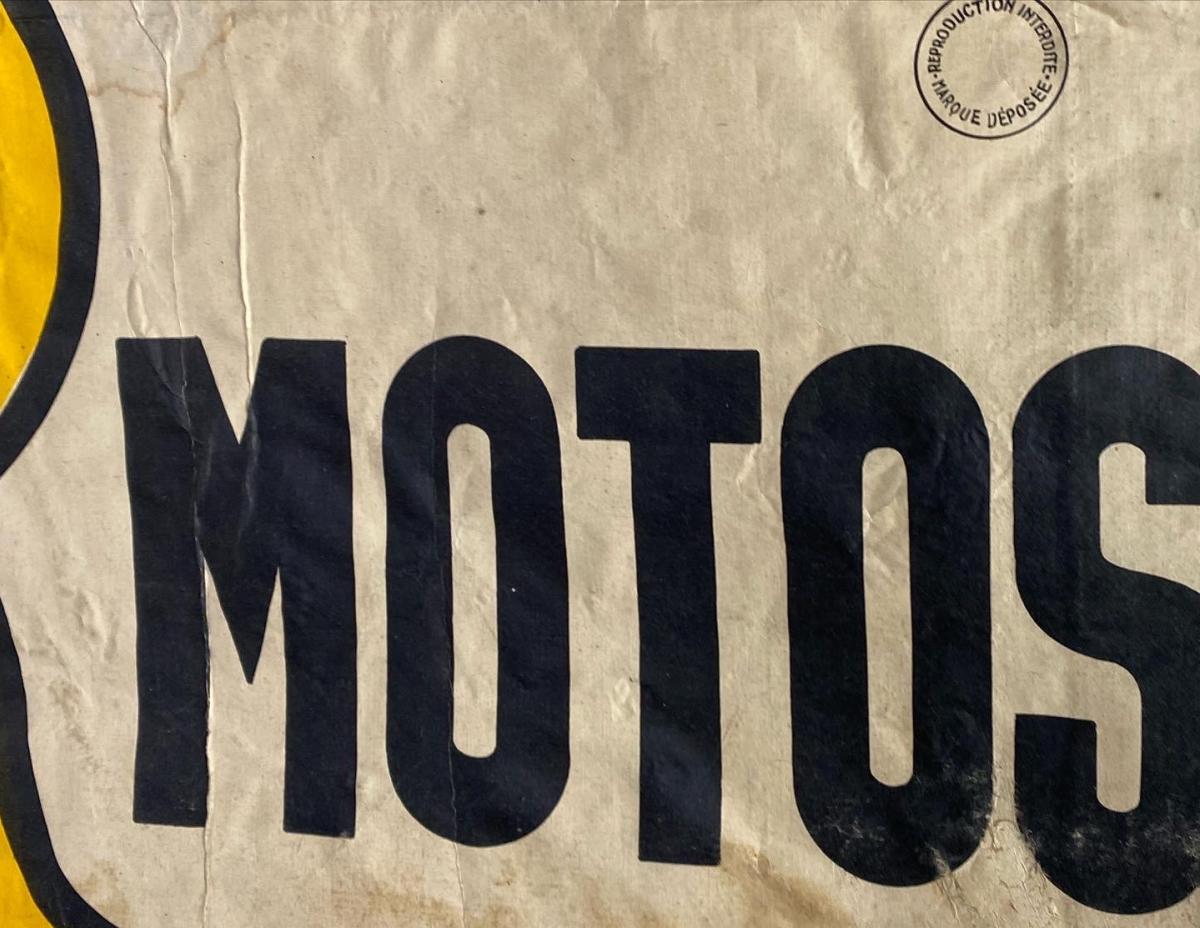 REPRODUCTION INTERDITE
MARQUE DÉPOSÉE
MOTOS